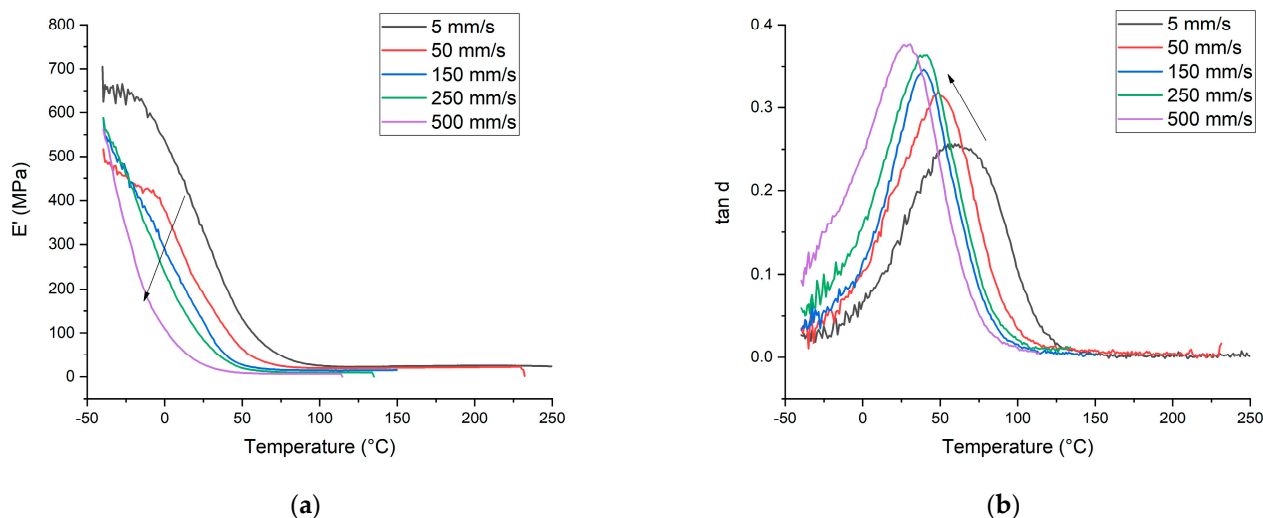 800
700
600
500
400
300
200
100
0
E' (MPa)
-50
0
50
100
150
200
250
Temperature (°C)
5 mm/s
50 mm/s
150 mm/s
250 mm/s
500 mm/s
(a)
0.4
0.3
0.2
0.1
0.0
tan d
-50
0
50
100
150
200
250
Temperature (°C)
5 mm/s
50 mm/s
150 mm/s
250 mm/s
500 mm/s
(b)